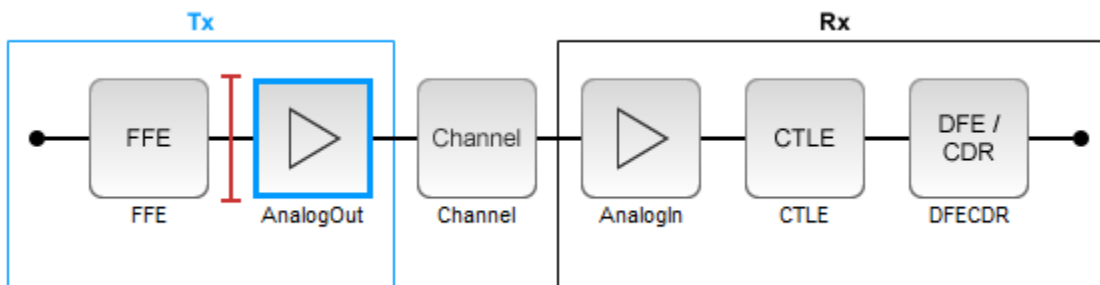 Tx
Rx
FFE
Channel
CTLE
DFE /
CDR
FFE
AnalogOut
Channel
AnalogIn
CTLE
DFECDR